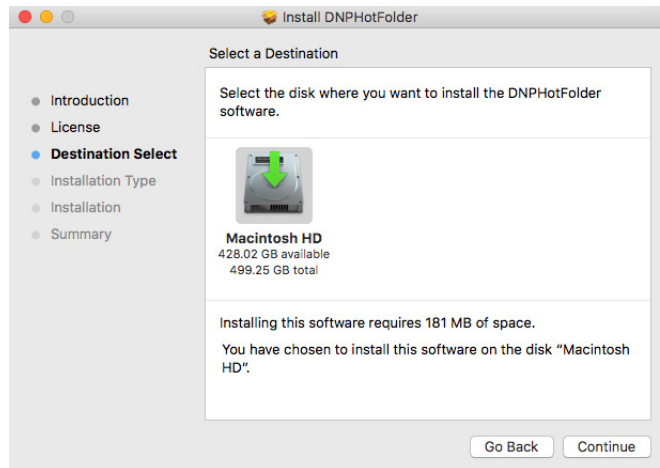 Install DNPHotFolder
Select a Destination
Introduction
License
Destination Select
Installation Type
Installation
Summary
Select the disk where you want to install the DNPHotFolder
software.
Macintosh HD
428.02 GB available
499.25 GB total
Installing this software requires 181 MB of space.
You have chosen to install this software on the disk “Macintosh
HD”.
Go Back
Continue